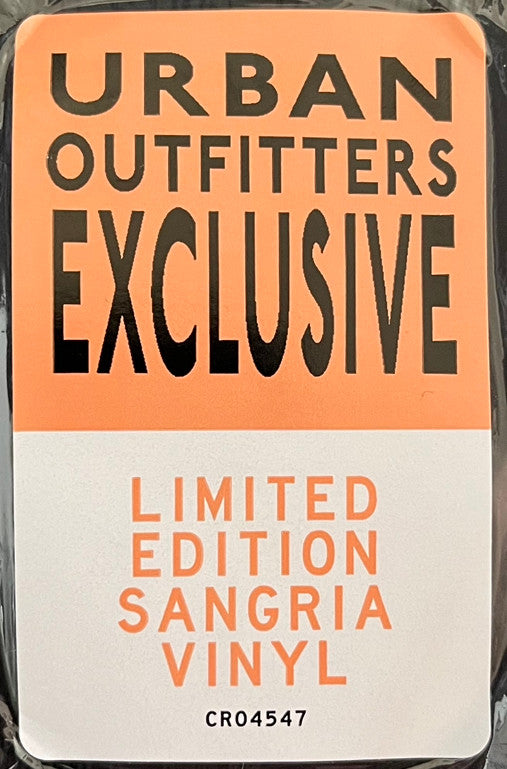 URBAN
OUTFITTERS
EXCLUSIVE
LIMITED
EDITION
SANGRIA
VINYL
CR04547